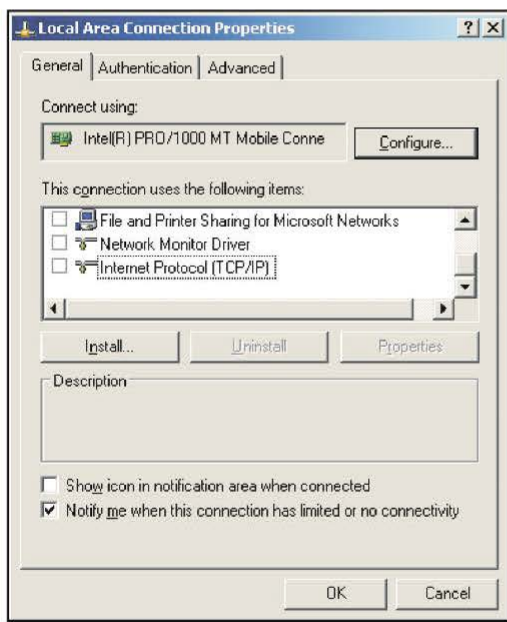 Local Area Connection Properties
General
Authentication
Advanced
Connect using:
Intel(R) PRO/1000 MT Mobile Conne
Configure...
This connection uses the following items:
File and Printer Sharing for Microsoft Networks
Network Monitor Driver
Internet Protocol (TCP/IP)
Install...
Uninstall
Properties
Description
Show icon in notification area when connected
Notify me when this connection has limited or no connectivity
OK
Cancel